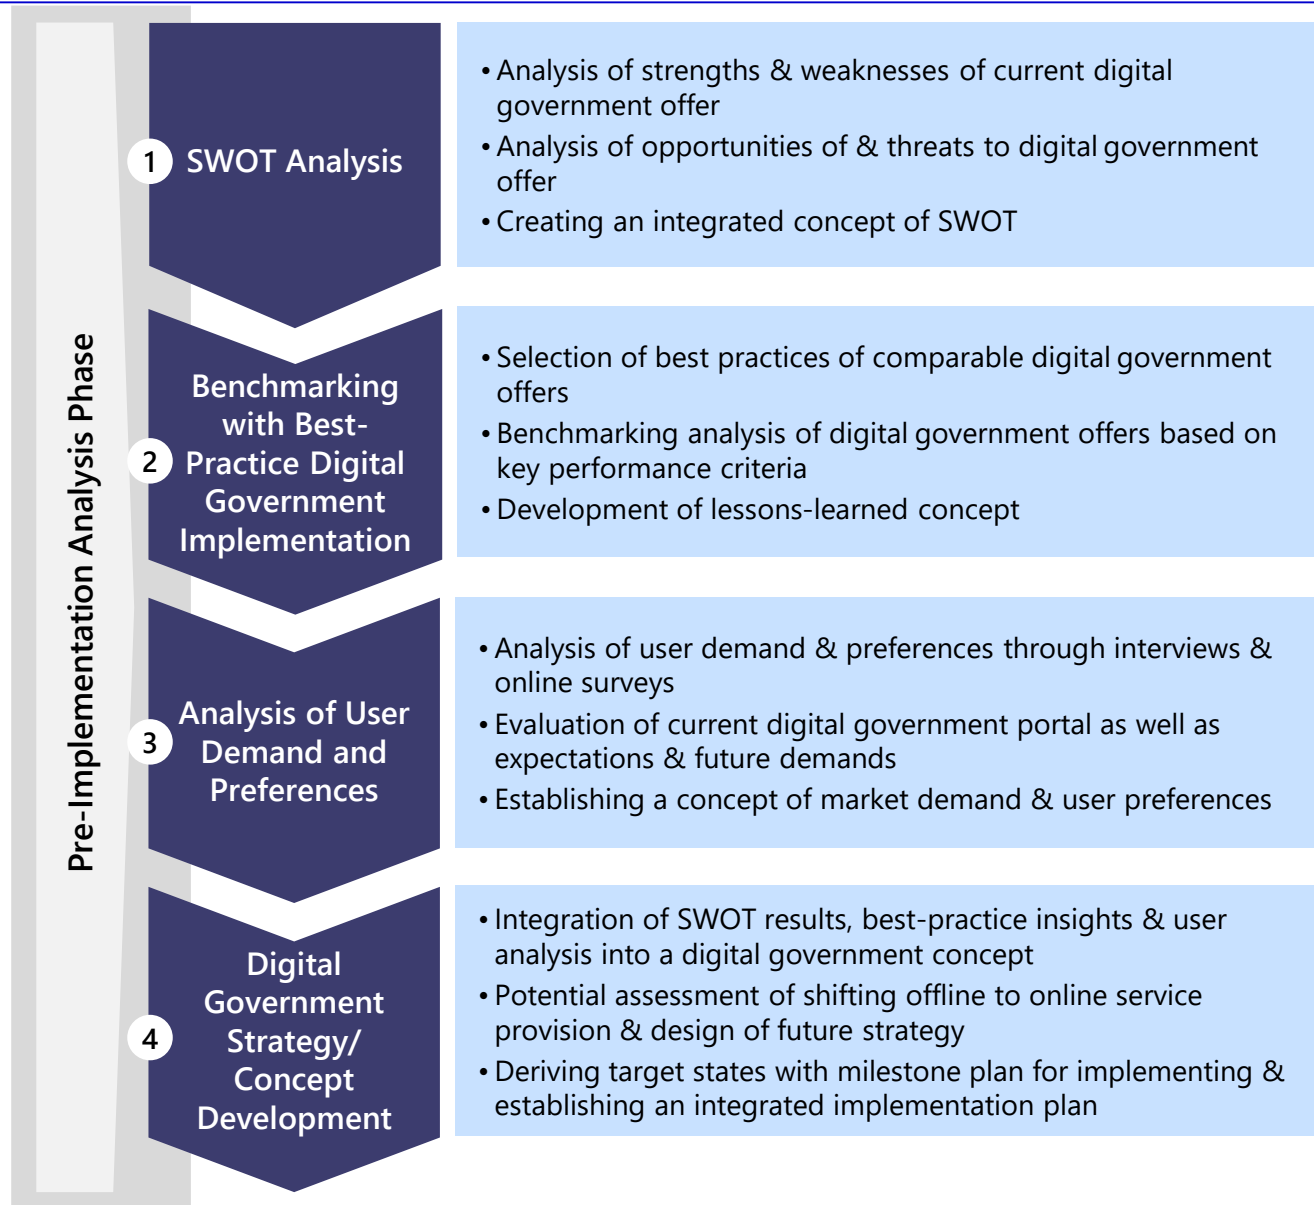 Pre-Implementation Analysis Phase
1
SWOT Analysis
• Analysis of strengths & weaknesses of current digital
government offer
• Analysis of opportunities of & threats to digital government
offer
• Creating an integrated concept of SWOT
2
Benchmarking
with Best-
Practice Digital
Government
Implementation
• Selection of best practices of comparable digital government
offers
• Benchmarking analysis of digital government offers based on
key performance criteria
• Development of lessons-learned concept
3
Analysis of User
Demand and
Preferences
• Analysis of user demand & preferences through interviews &
online surveys
• Evaluation of current digital government portal as well as
expectations & future demands
• Establishing a concept of market demand & user preferences
4
Digital
Government
Strategy/
Concept
Development
• Integration of SWOT results, best-practice insights & user
analysis into a digital government concept
• Potential assessment of shifting offline to online service
provision & design of future strategy
• Deriving target states with milestone plan for implementing &
establishing an integrated implementation plan